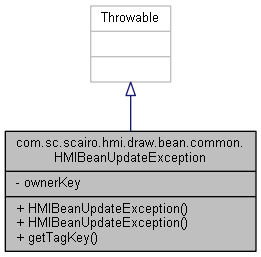 Throwable
com.sc.scairo.hmi.draw.bean.common.
HMIBeanUpdateException
- ownerKey
+ HMIBeanUpdateException()
+ HMIBeanUpdateException()
+ getTagKey()